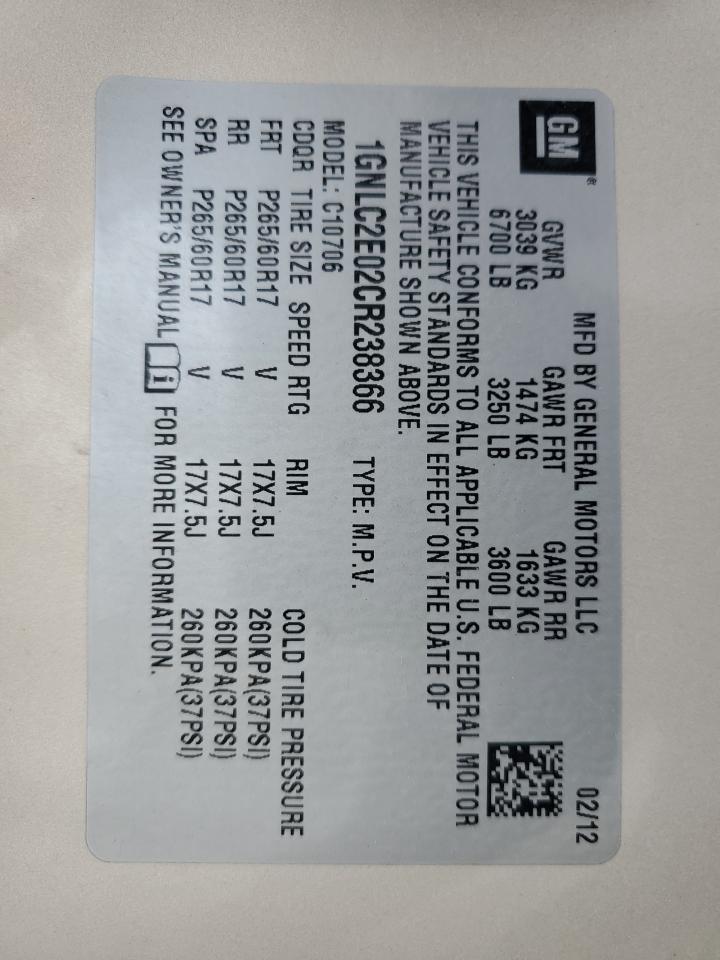 GM®
MFD BY GENERAL MOTORS LLC 02/12
GVWR GAWR FRT GAWR RR
3039 KG 1474 KG 1633 KG
6700 LB 3250 LB 3600 LB
THIS VEHICLE CONFORMS TO ALL APPLICABLE U.S. FEDERAL MOTOR
VEHICLE SAFETY STANDARDS IN EFFECT ON THE DATE OF
MANUFACTURE SHOWN ABOVE.
1GNLC2E02CR238366 TYPE: M.P.V.
MODEL: C10706
CDQR TIRE SIZE SPEED RTG RIM COLD TIRE PRESSURE
FRT P265/60R17 V 17X7.5J 260KPA(37PSI)
RR P265/60R17 V 17X7.5J 260KPA(37PSI)
SPA P265/60R17 V 17X7.5J 260KPA(37PSI)
SEE OWNER'S MANUAL i FOR MORE INFORMATION.